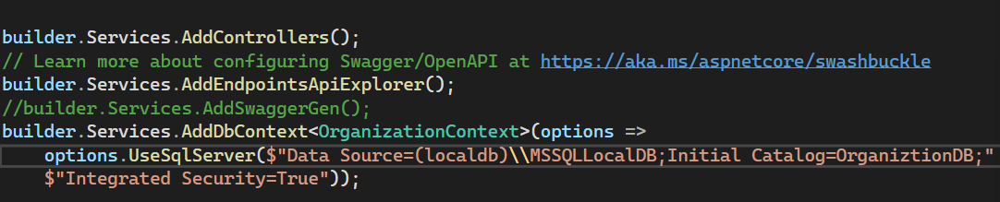 builder.Services.AddControllers();
// Learn more about configuring Swagger/OpenAPI at https://aka.ms/aspnetcore/swashbuckle
builder.Services.AddEndpointsApiExplorer();
//builder.Services.AddSwaggerGen();
builder.Services.AddDbContext<OrganizationContext>(options =>
    options.UseSqlServer($"Data Source=(localdb)\\MSSQLLocalDB;Initial Catalog=OrganiztionDB;"
    $"Integrated Security=True"));